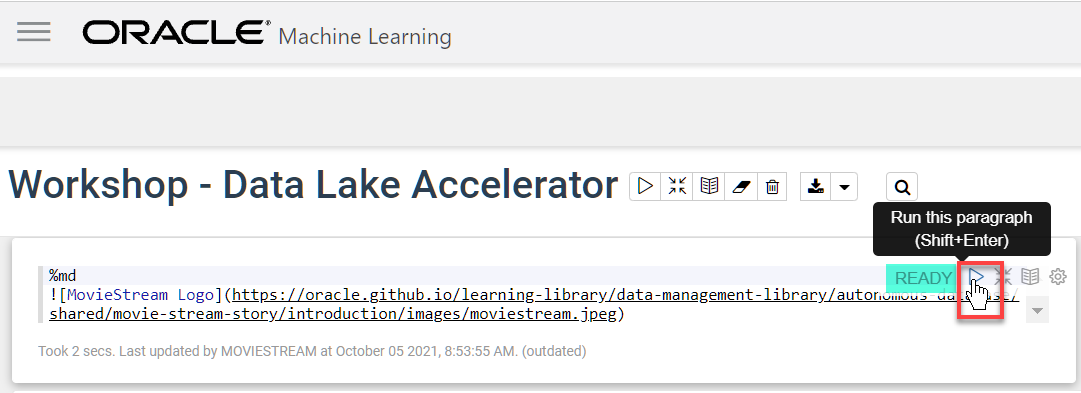 ORACLE® Machine Learning
Workshop - Data Lake Accelerator
Run this paragraph
(Shift+Enter)
READY
%md
![MovieStream Logo](https://oracle.github.io/learning-library/data-management-library/autonomous-database/
shared/movie-stream-story/introduction/images/moviestream.jpeg)
Took 2 secs. Last updated by MOVIESTREAM at October 05 2021, 8:53:55 AM. (outdated)